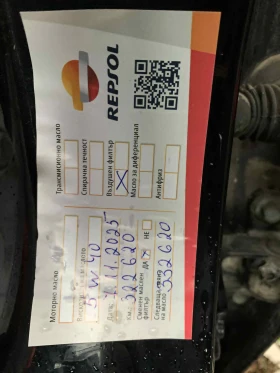 REPSOL
Трансмисионно масло
Спирачна течност
Въздушен филтър X
Масло за диференциал
Антифриз
Моторно масло
5W40
Дата: 11.2025
км. 322620
Сменен маслен филтър ДА X НЕ
Следваща смяна на масло 332620